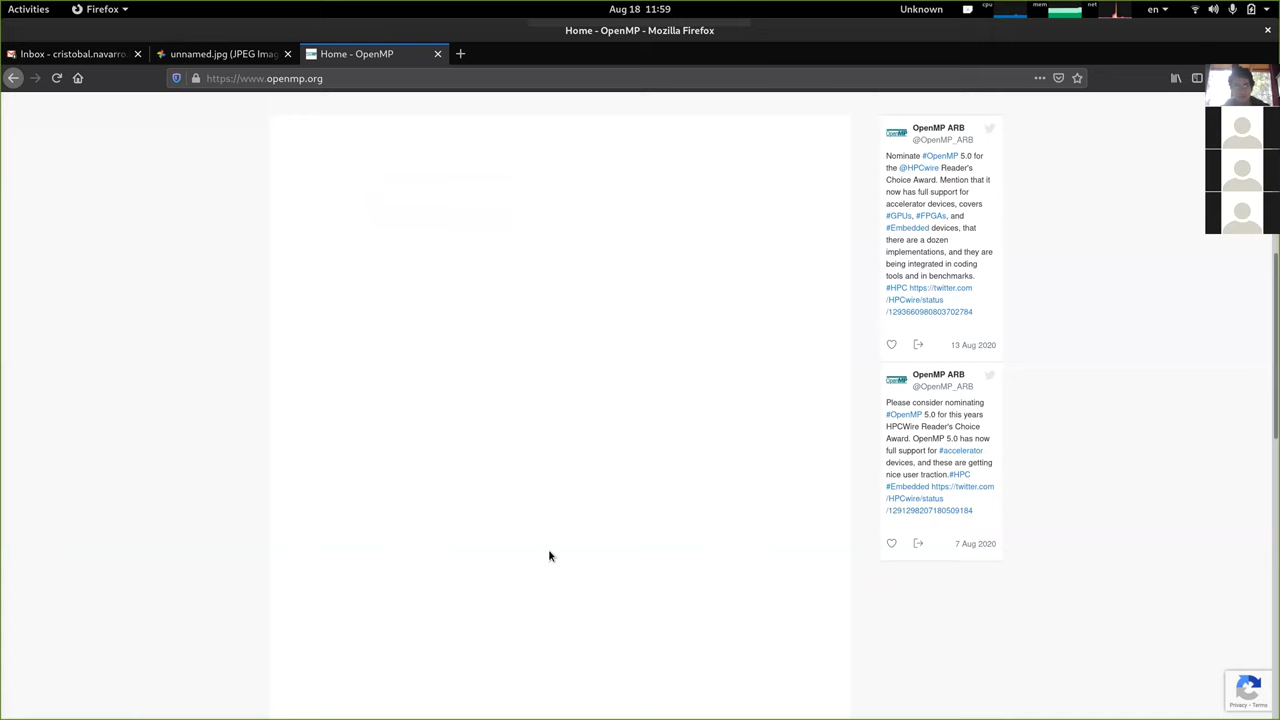 Activities
Firefox
Aug 18  11:59
Unknown
cpu
mem
net
en
Home - OpenMP - Mozilla Firefox
Inbox - cristobal.navarro
unnamed.jpg (JPEG Imag
Home - OpenMP
https://www.openmp.org
OpenMP ARB
@OpenMP_ARB
Nominate #OpenMP 5.0 for
the @HPCwire Reader's
Choice Award. Mention that it
now has full support for
accelerator devices, covers
#GPUs, #FPGAs, and
#Embedded devices, that
there are a dozen
implementations, and they are
being integrated in coding
tools and in benchmarks.
#HPC https://twitter.com
/HPCwire/status
/1293660980803702784
13 Aug 2020
OpenMP ARB
@OpenMP_ARB
Please consider nominating
#OpenMP 5.0 for this years
HPCWire Reader's Choice
Award. OpenMP 5.0 has now
full support for #accelerator
devices, and these are getting
nice user traction.#HPC
#Embedded https://twitter.com
/HPCwire/status
/1291298207180509184
7 Aug 2020
Privacy - Terms